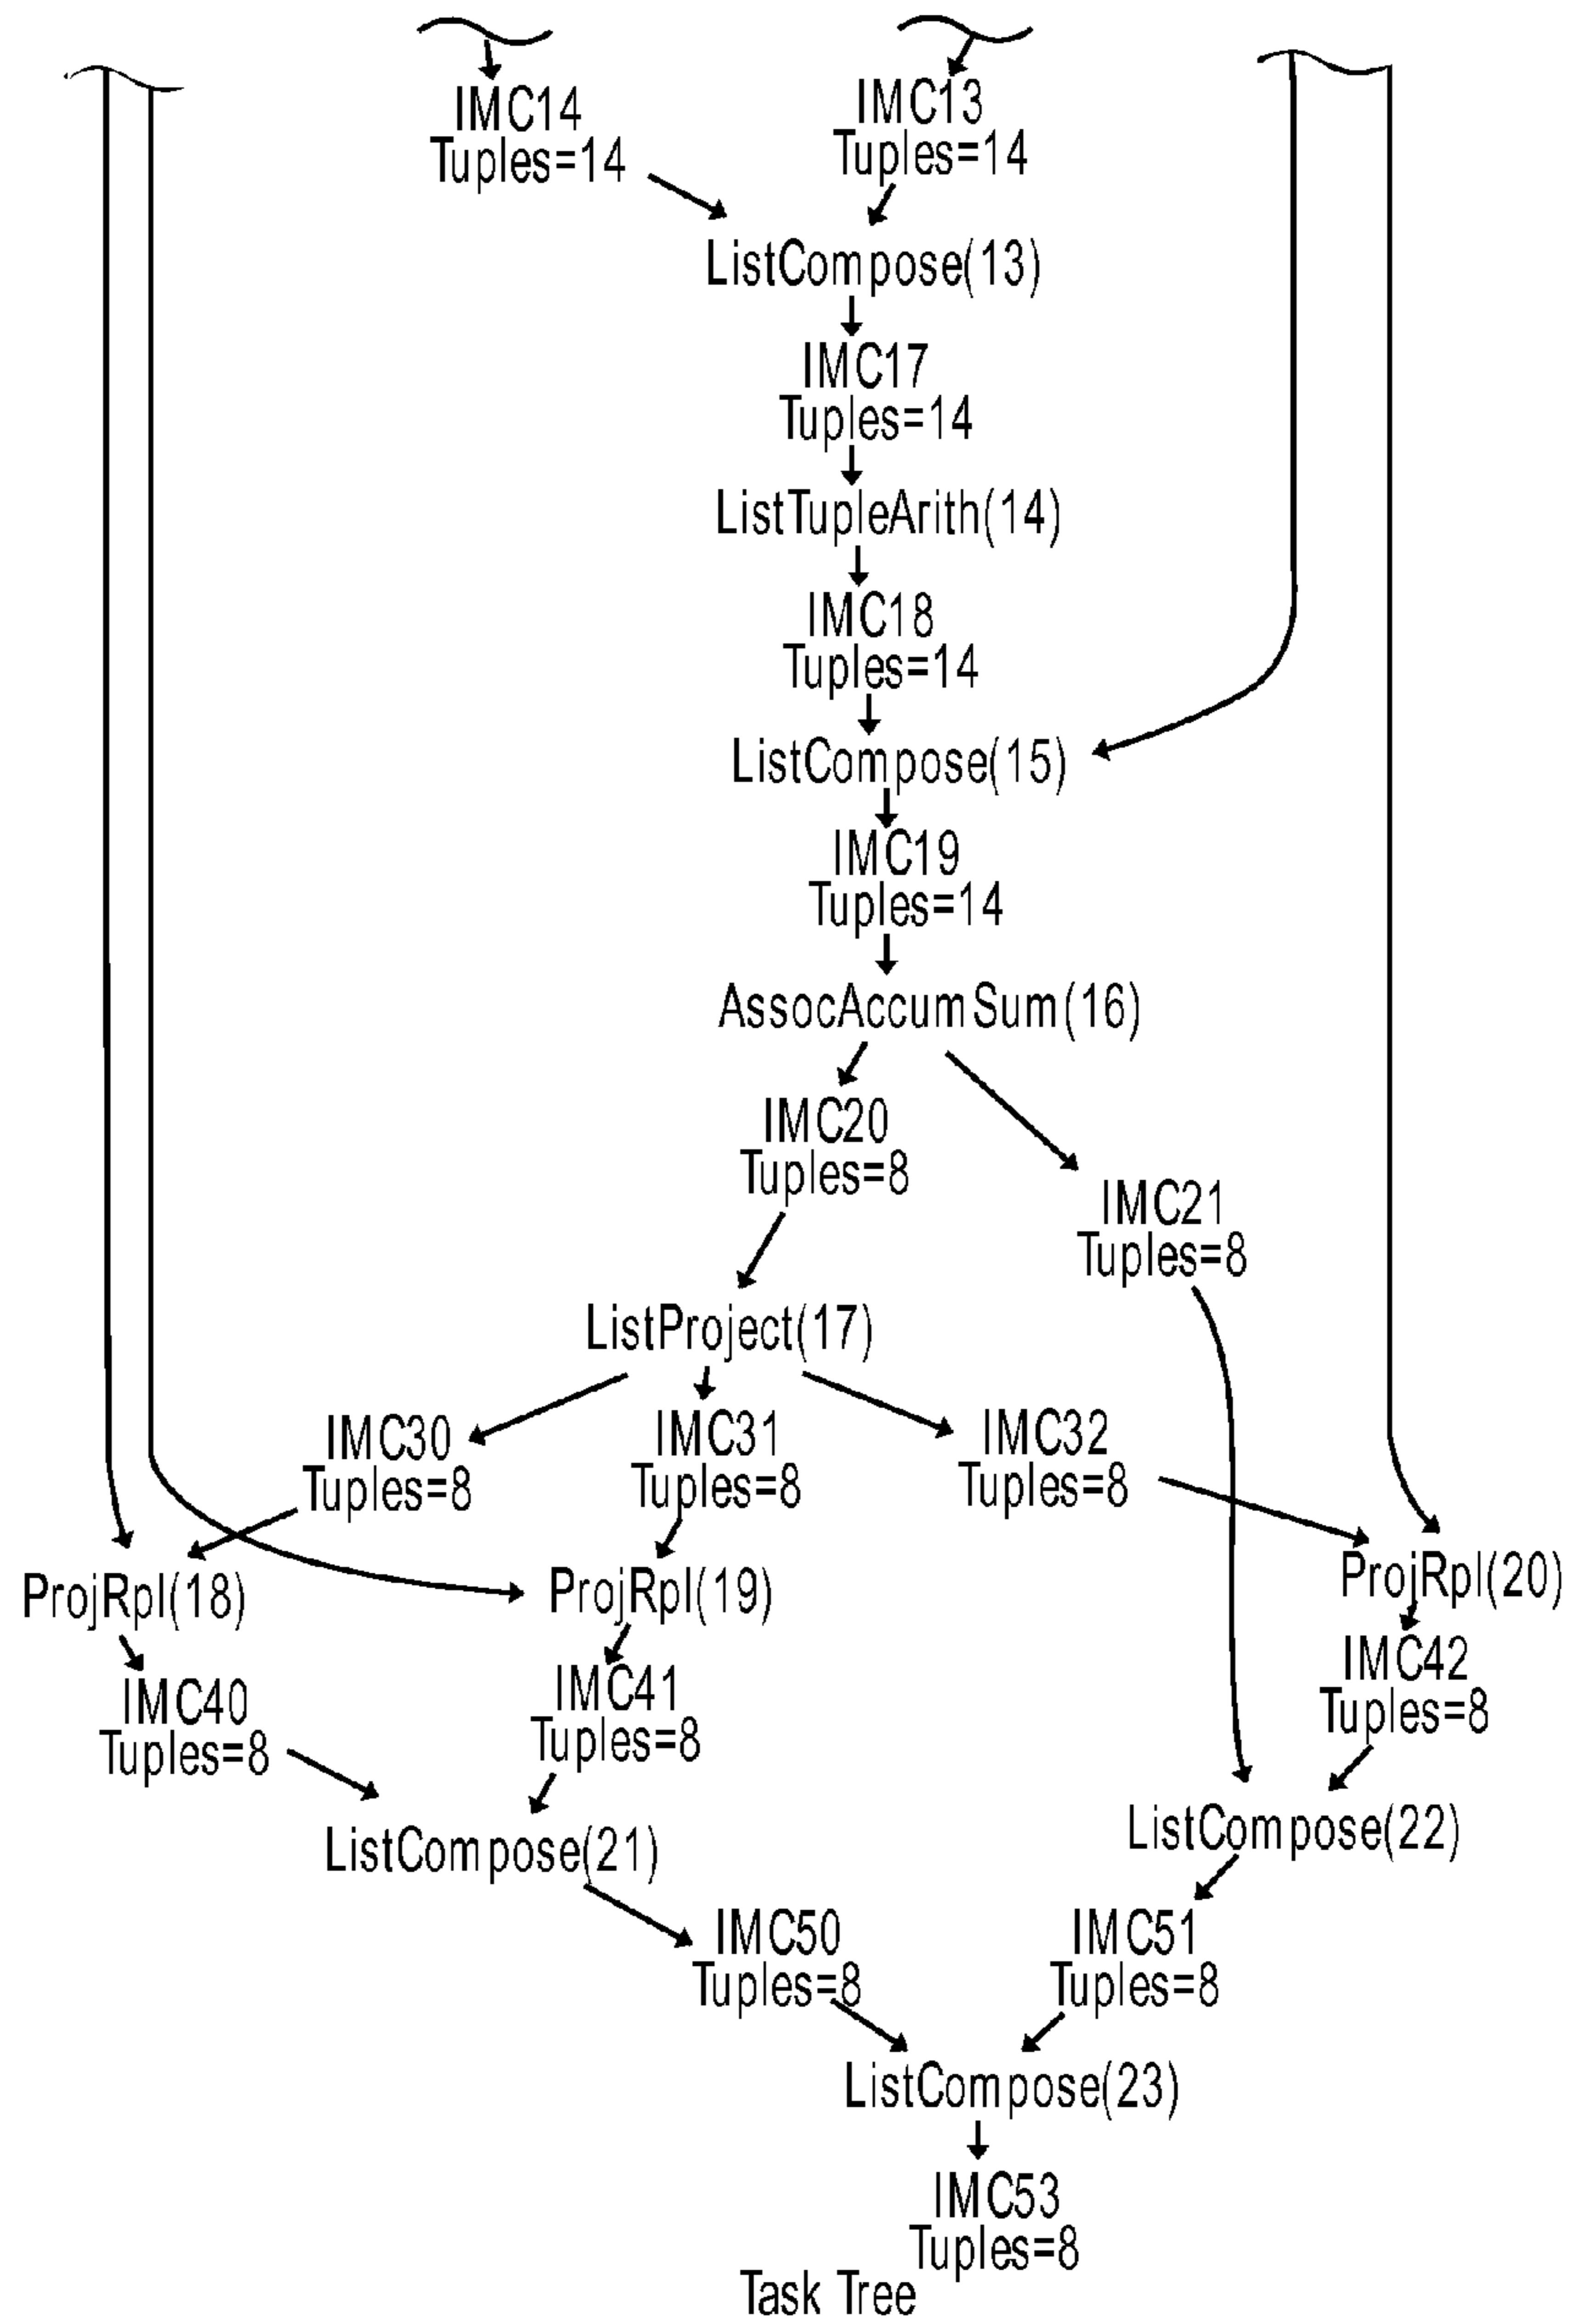 IMC14
Tuples=14
IMC13
Tuples=14
ListCompose(13)
IMC17
Tuples=14
ListTupleArith(14)
IMC18
Tuples=14
ListCompose(15)
IMC19
Tuples=14
AssocAccumSum(16)
IMC20
Tuples=8
IMC21
Tuples=8
ListProject(17)
IMC30
Tuples=8
IMC31
Tuples=8
IMC32
Tuples=8
ProjRpl(18)
ProjRpl(19)
ProjRpl(20)
IMC40
Tuples=8
IMC41
Tuples=8
IMC42
Tuples=8
ListCompose(21)
ListCompose(22)
IMC50
Tuples=8
IMC51
Tuples=8
ListCompose(23)
IMC53
Tuples=8
Task Tree